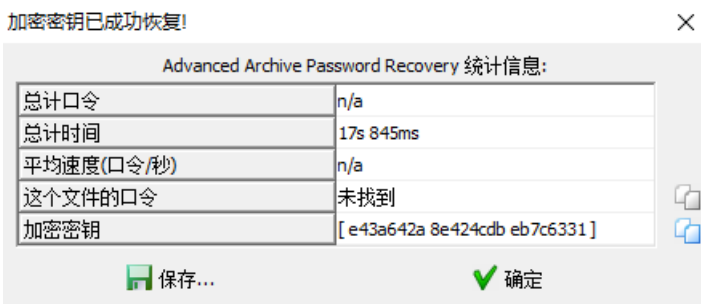 加密密钥已成功恢复!
Advanced Archive Password Recovery 统计信息:
总计口令 n/a
总计时间 17s 845ms
平均速度(口令/秒) n/a
这个文件的口令 未找到
加密密钥 [ e43a642a 8e424cdb eb7c6331 ]
保存... 确定